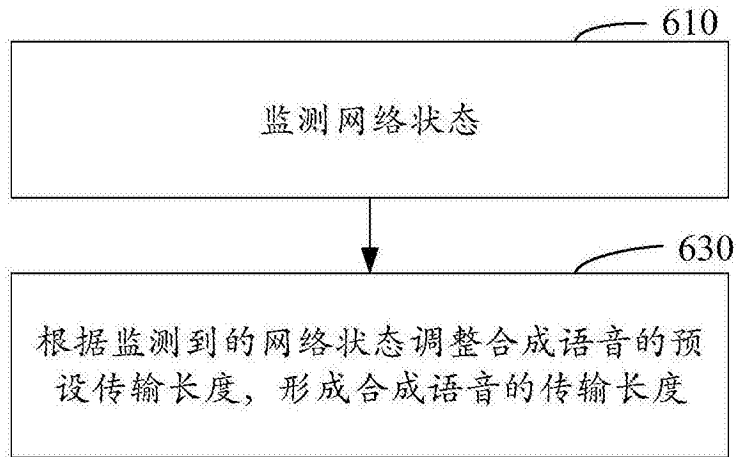 610
监测网络状态
630
根据监测到的网络状态调整合成语音的预
设传输长度，形成合成语音的传输长度